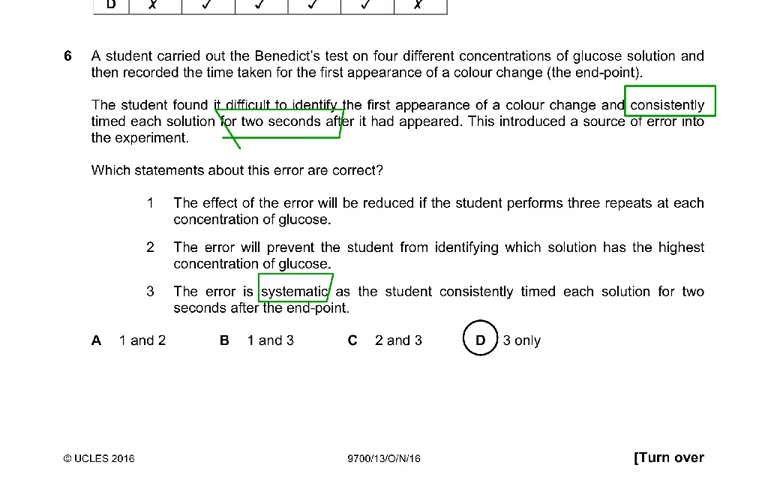 D ✗ ✓ ✓ ✓ ✓ ✗
6 A student carried out the Benedict's test on four different concentrations of glucose solution and
then recorded the time taken for the first appearance of a colour change (the end-point).
The student found it difficult to identify the first appearance of a colour change and consistently
timed each solution for two seconds after it had appeared. This introduced a source of error into
the experiment.
Which statements about this error are correct?
1 The effect of the error will be reduced if the student performs three repeats at each
concentration of glucose.
2 The error will prevent the student from identifying which solution has the highest
concentration of glucose.
3 The error is systematic as the student consistently timed each solution for two
seconds after the end-point.
A 1 and 2 B 1 and 3 C 2 and 3 D 3 only
© UCLES 2016 9700/13/O/N/16 [Turn over